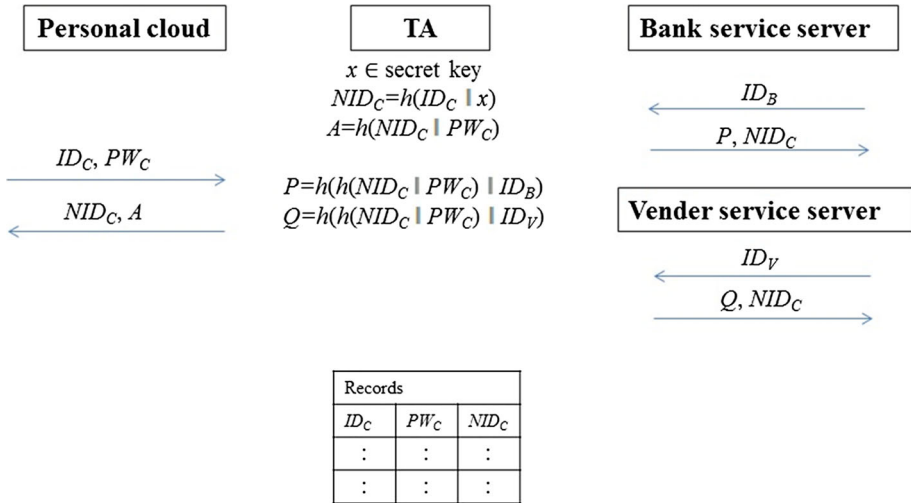 Personal cloud
TA
Bank service server
x ∈ secret key
NID_C=h(ID_C ∥ x)
A=h(NID_C ∥ PW_C)
ID_B
P, NID_C
ID_C, PW_C
NID_C, A
P=h(h(NID_C ∥ PW_C) ∥ ID_B)
Q=h(h(NID_C ∥ PW_C) ∥ ID_V)
Vender service server
ID_V
Q, NID_C
Records
ID_C PW_C NID_C
: : :
: : :